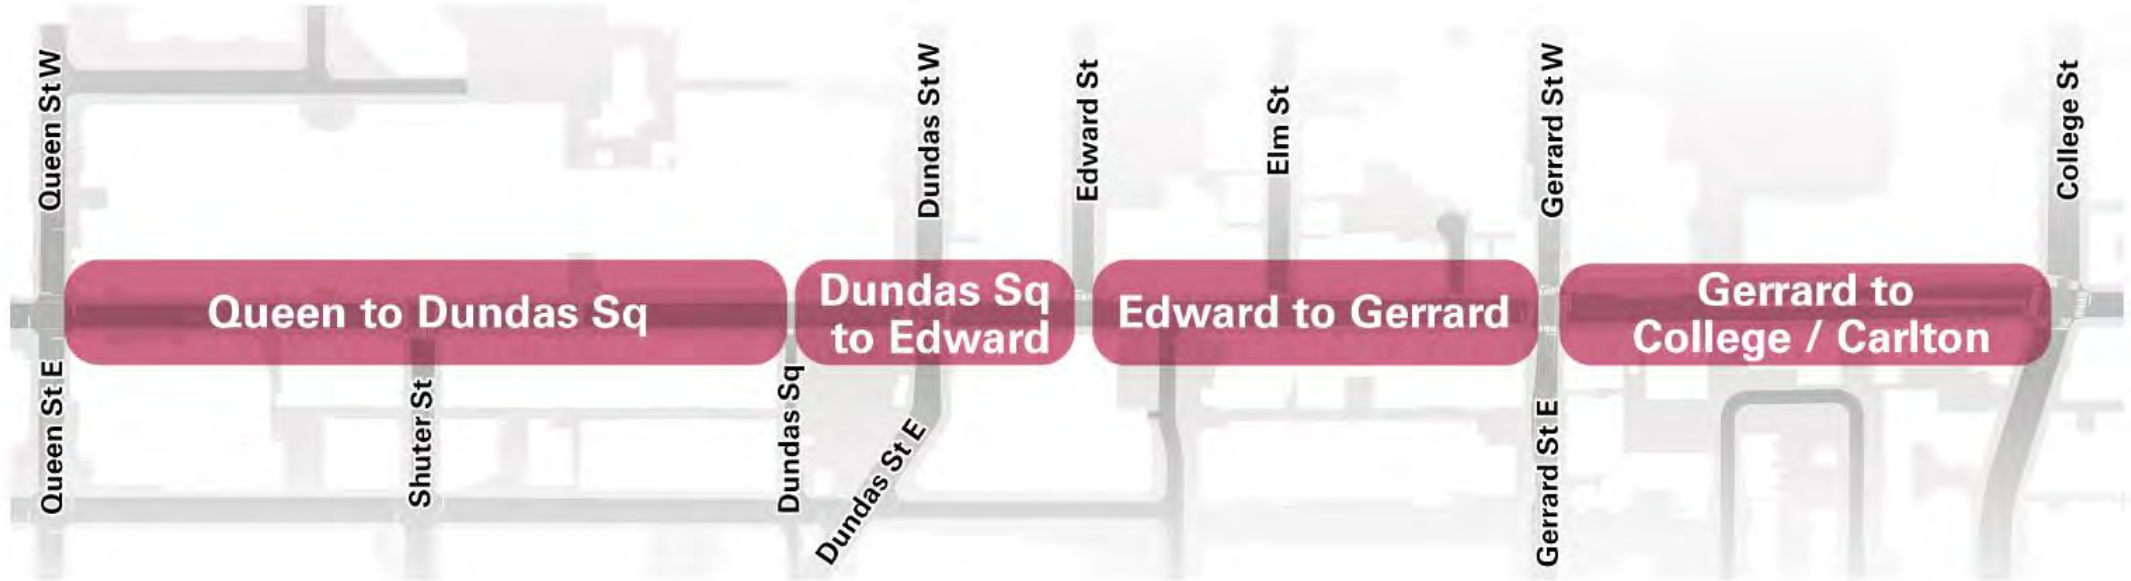 Queen St W
Dundas St W
Edward St
Elm St
Gerrard St W
College St
Queen to Dundas Sq
Dundas Sq
to Edward
Edward to Gerrard
Gerrard to
College / Carlton
Queen St E
Shuter St
Dundas Sq
Dundas St E
Gerrard St E